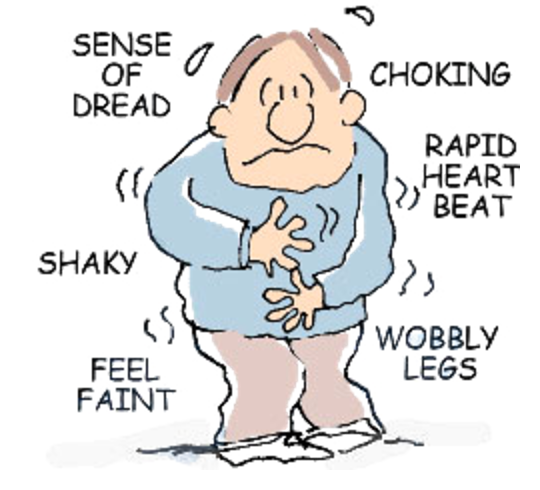 SENSE
OF
DREAD
CHOKING
RAPID
HEART
BEAT
SHAKY
WOBBLY
LEGS
FEEL
FAINT